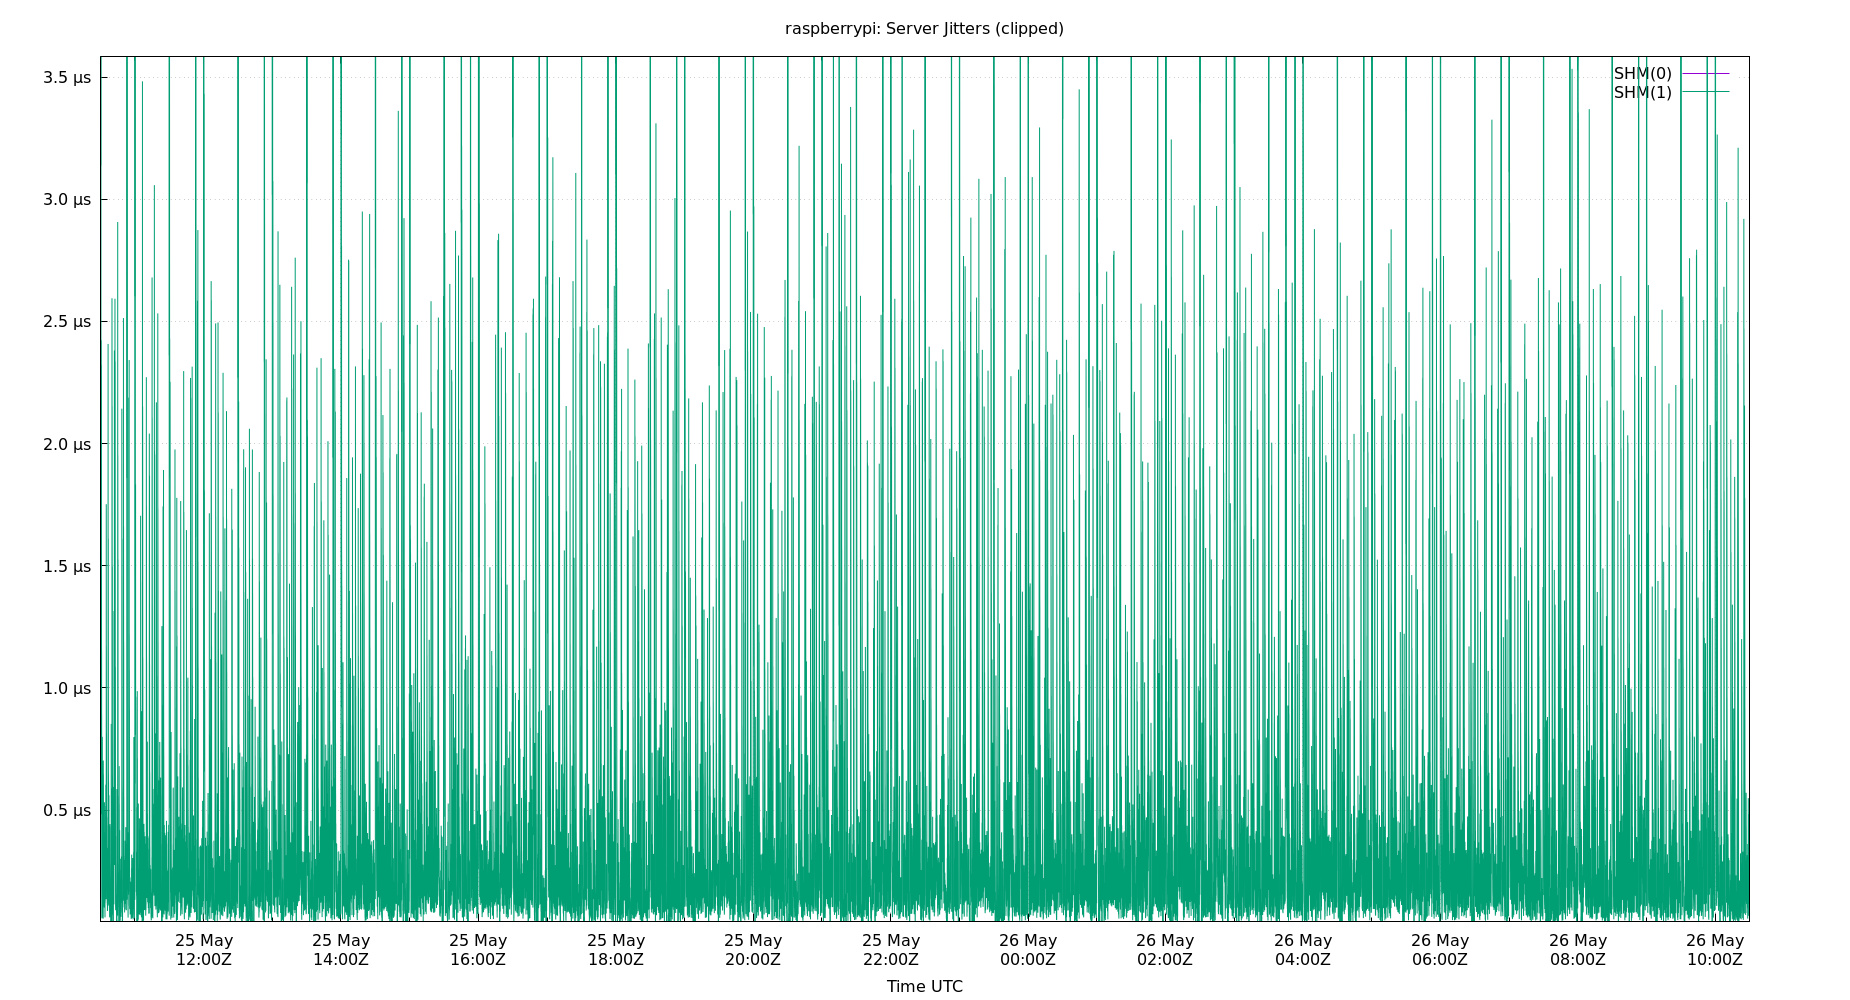 raspberrypi: Server Jitters (clipped)
SHM(0)
SHM(1)
3.5 µs
3.0 µs
2.5 µs
2.0 µs
1.5 µs
1.0 µs
0.5 µs
25 May 25 May 25 May 25 May 25 May 25 May 26 May 26 May 26 May 26 May 26 May 26 May
12:00Z 14:00Z 16:00Z 18:00Z 20:00Z 22:00Z 00:00Z 02:00Z 04:00Z 06:00Z 08:00Z 10:00Z
Time UTC